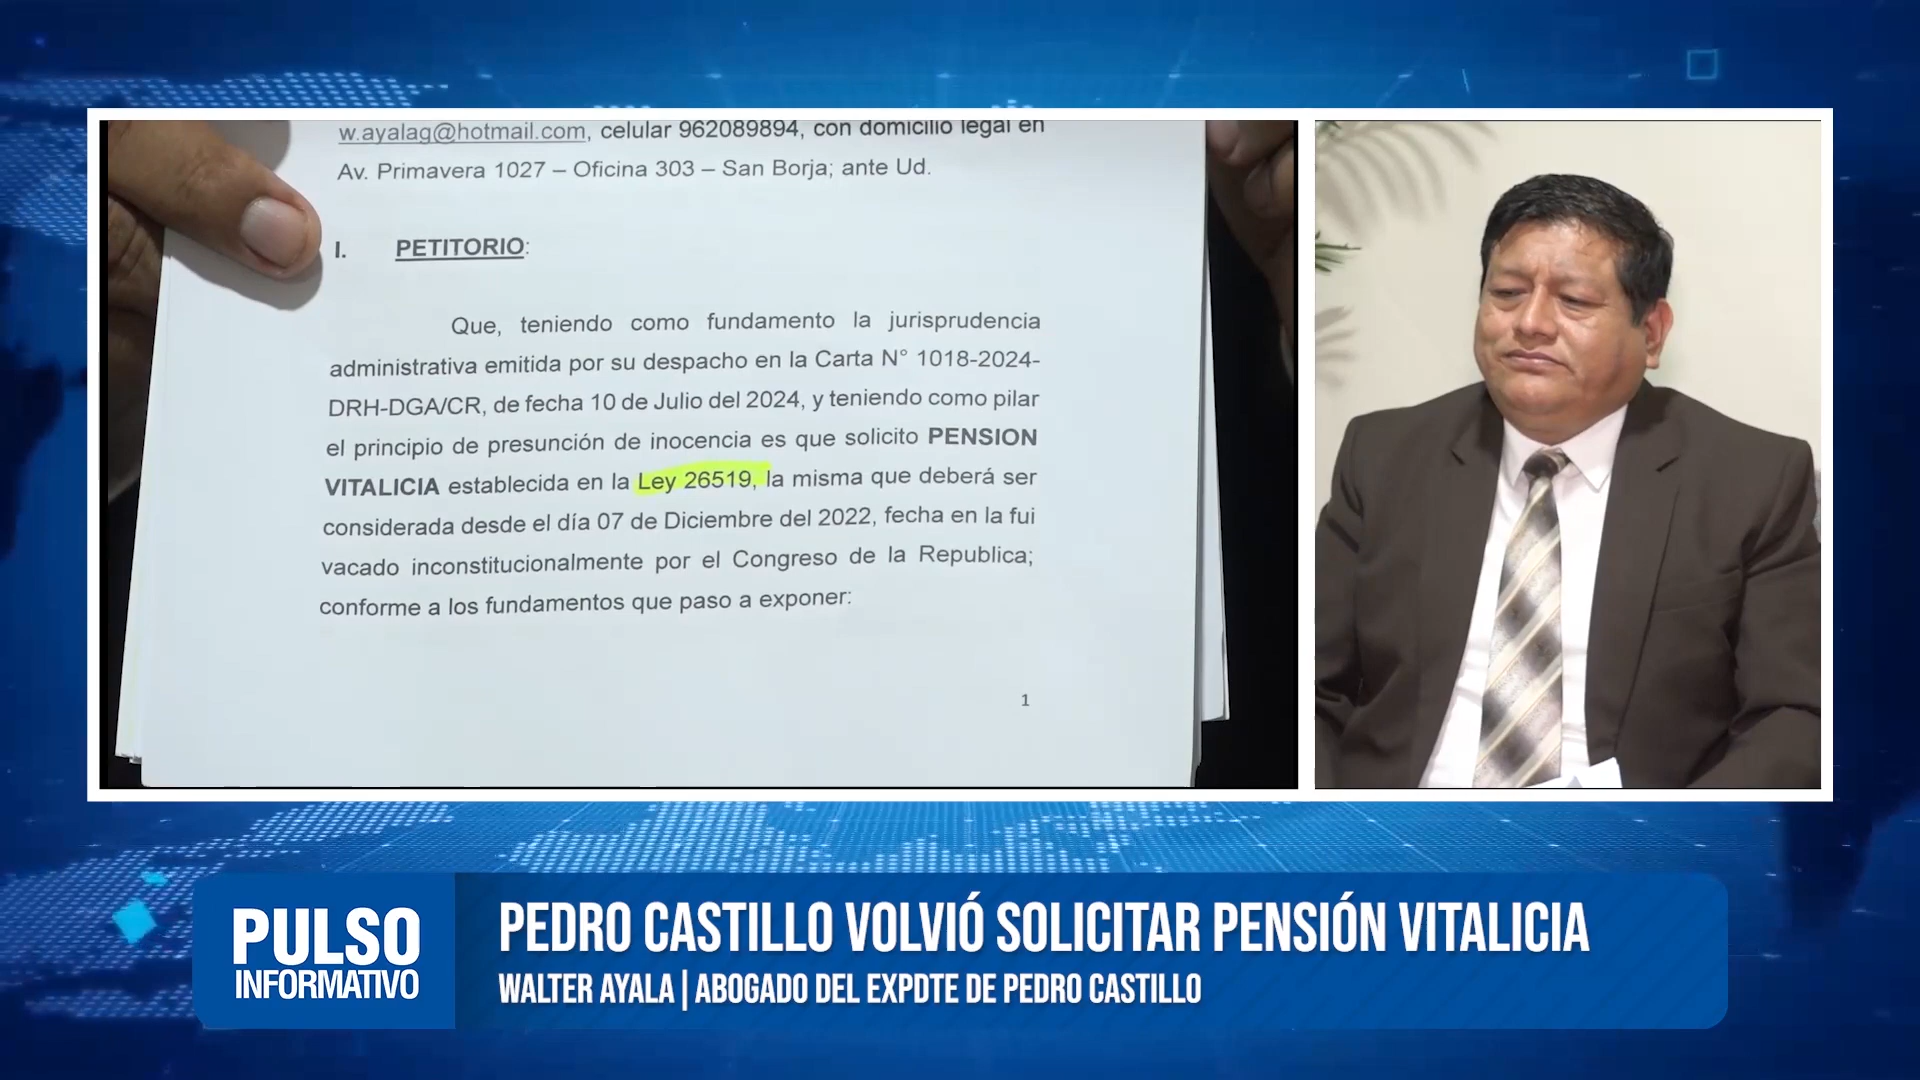 w.ayalag@hotmail.com, celular 962089894, con domicilio legal en
Av. Primavera 1027 – Oficina 303 – San Borja; ante Ud.
I. PETITORIO:
Que, teniendo como fundamento la jurisprudencia
administrativa emitida por su despacho en la Carta N° 1018-2024-
DRH-DGA/CR, de fecha 10 de Julio del 2024, y teniendo como pilar
el principio de presunción de inocencia es que solicito PENSION
VITALICIA establecida en la Ley 26519, la misma que deberá ser
considerada desde el día 07 de Diciembre del 2022, fecha en la fui
vacado inconstitucionalmente por el Congreso de la Republica;
conforme a los fundamentos que paso a exponer:
1
PULSO
INFORMATIVO
PEDRO CASTILLO VOLVIÓ SOLICITAR PENSIÓN VITALICIA
WALTER AYALA | ABOGADO DEL EXPDTE DE PEDRO CASTILLO